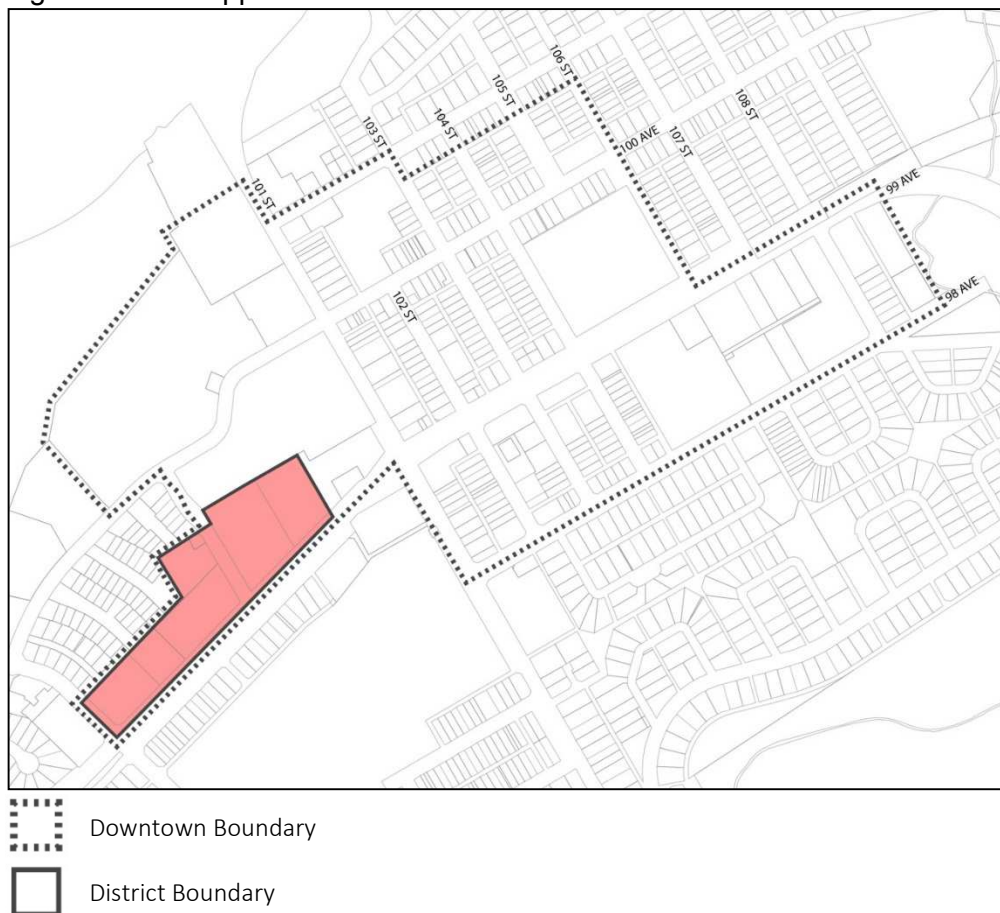 106 ST
105 ST
104 ST
103 ST
108 ST
100 AVE
107 ST
101 ST
99 AVE
98 AVE
102 ST
Downtown Boundary
District Boundary